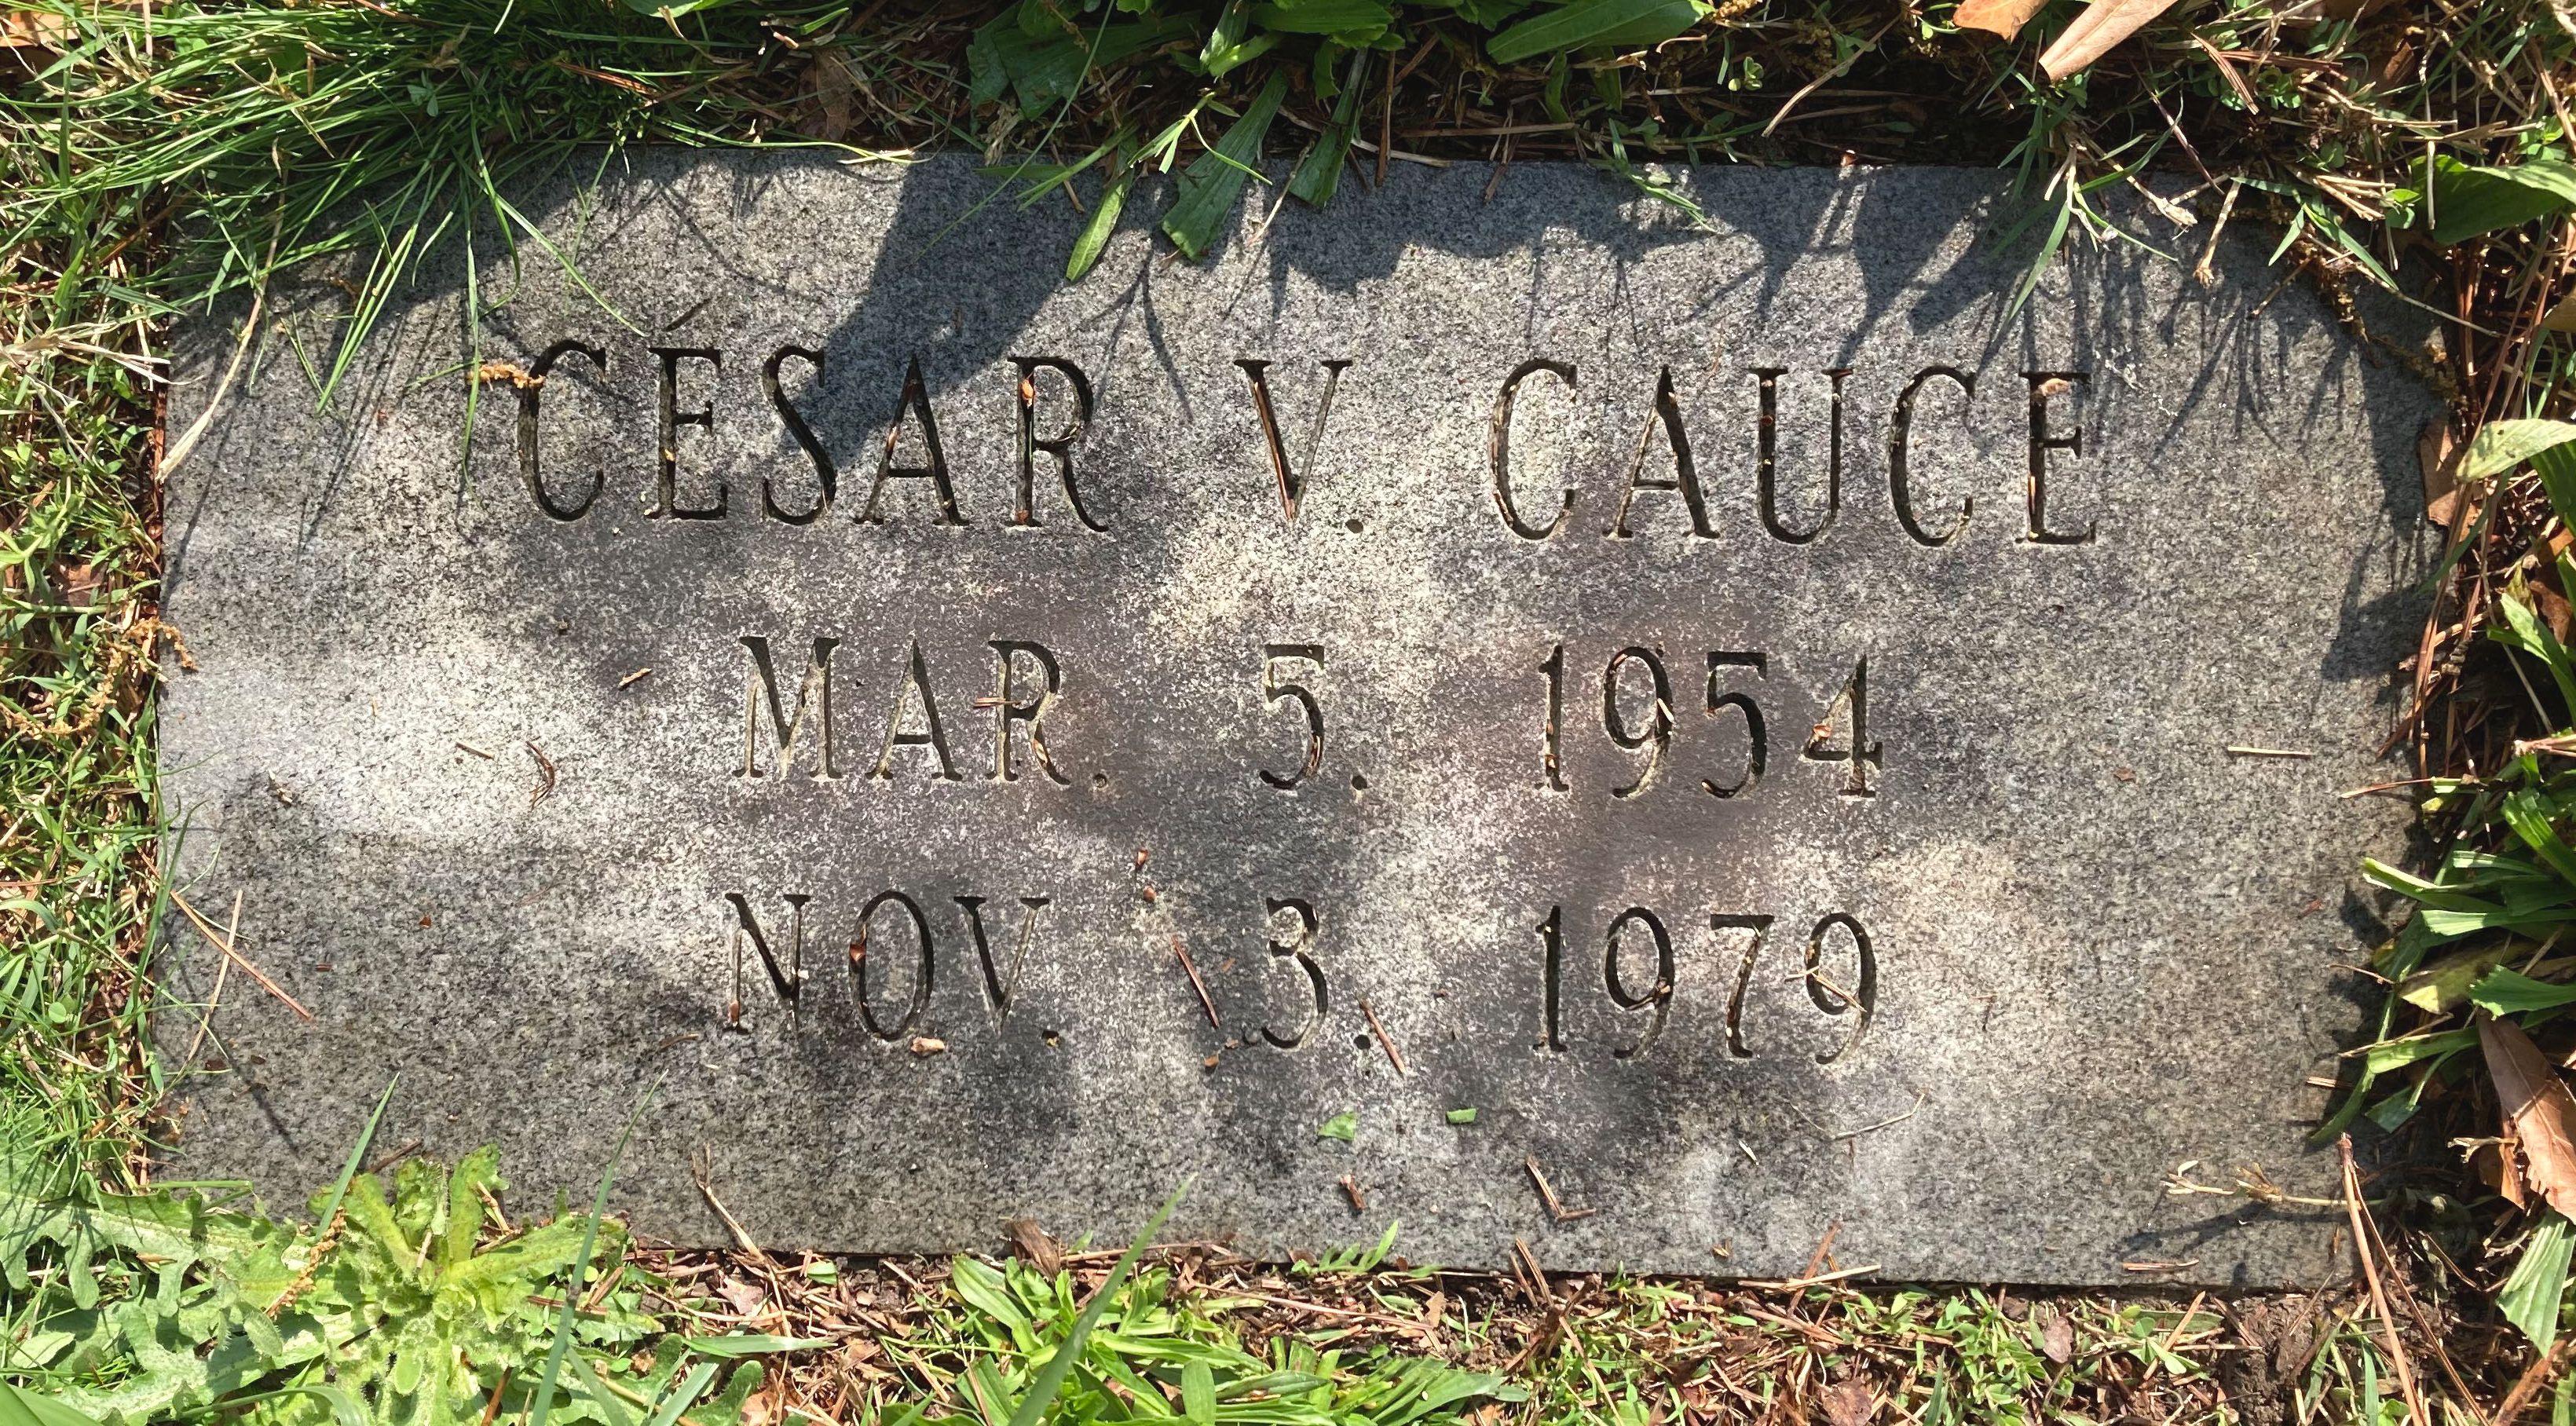 CÉSAR V. CAUCE
MAR. 5. 1954
NOV. 3. 1979